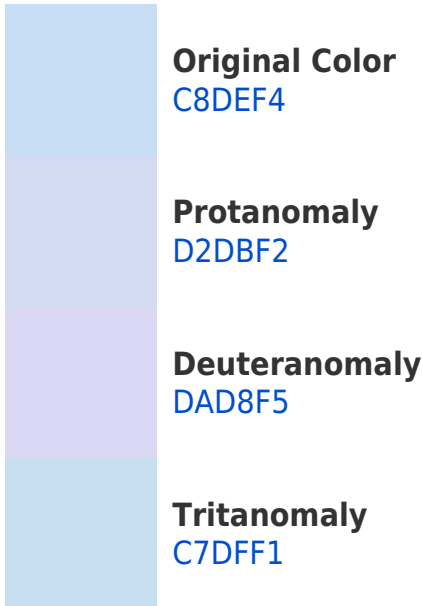 Original Color
C8DEF4
Protanomaly
D2DBF2
Deuteranomaly
DAD8F5
Tritanomaly
C7DFF1